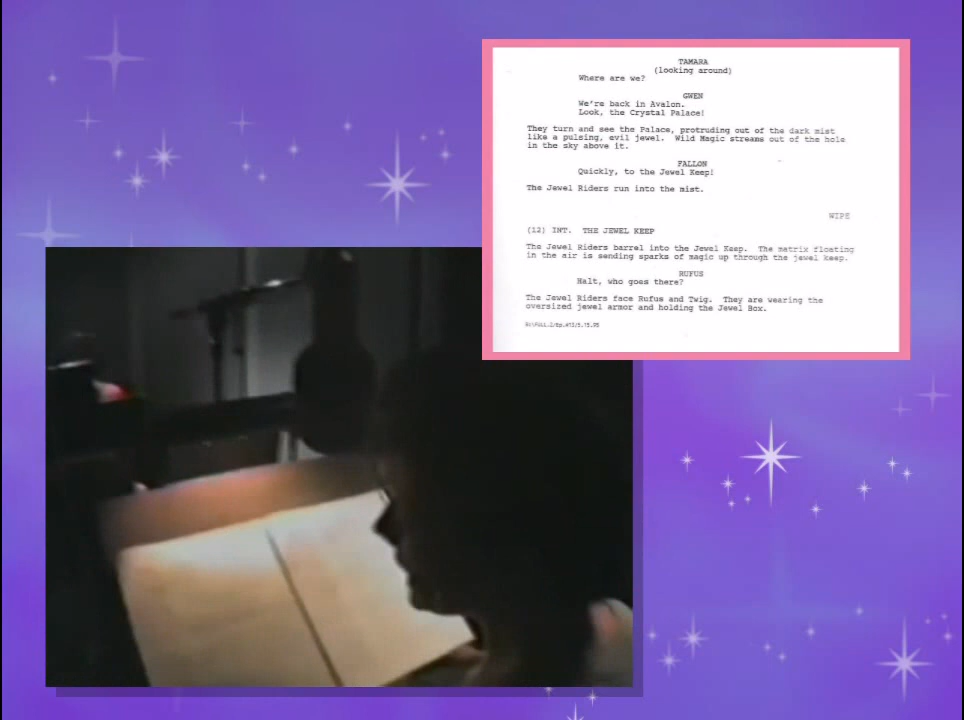 TAMARA
(looking around)
Where are we?
GWEN
We're back in Avalon.
Look, the Crystal Palace!
They turn and see the Palace, protruding out of the dark mist
like a pulsing, evil jewel. Wild Magic streams out of the hole
in the sky above it.
FALLON
Quickly, to the Jewel Keep!
The Jewel Riders run into the mist.
WIPE
(12) INT. THE JEWEL KEEP
The Jewel Riders barrel into the Jewel Keep. The matrix floating
in the air is sending sparks of magic up through the jewel keep.
RUFUS
Halt, who goes there?
The Jewel Riders face Rufus and Twig. They are wearing the
oversized jewel armor and holding the Jewel Box.